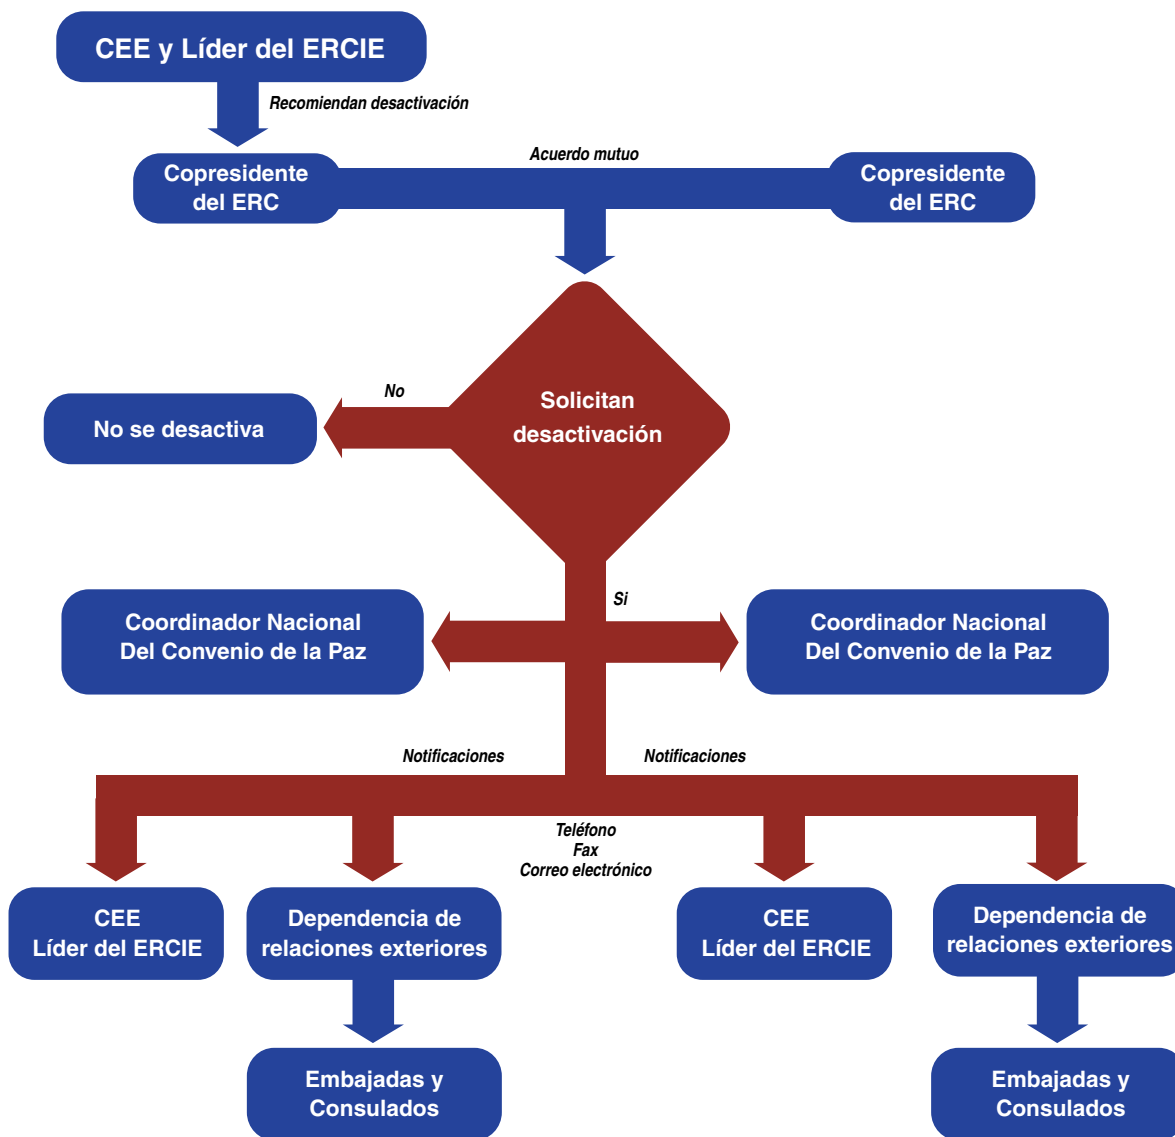 CEE y Líder del ERCIE
Recomiendan desactivación
Acuerdo mutuo
Copresidente
del ERC
Copresidente
del ERC
Solicitan
desactivación
No
No se desactiva
Si
Coordinador Nacional
Del Convenio de la Paz
Coordinador Nacional
Del Convenio de la Paz
Notificaciones
Notificaciones
Teléfono
Fax
Correo electrónico
CEE
Líder del ERCIE
Dependencia de
relaciones exteriores
CEE
Líder del ERCIE
Dependencia de
relaciones exteriores
Embajadas y
Consulados
Embajadas y
Consulados